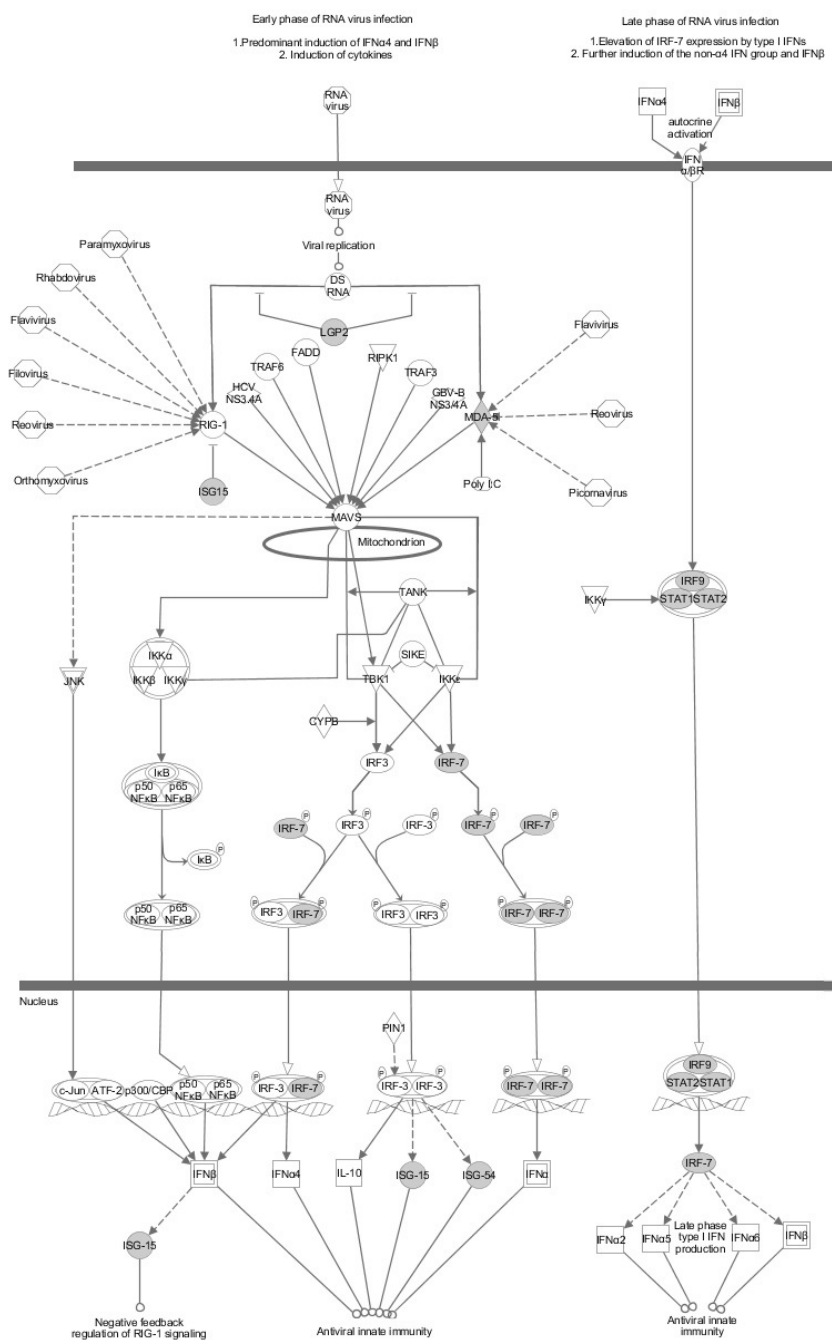 Early phase of RNA virus infection
1.Predominant induction of IFNα4 and IFNβ
2. Induction of cytokines
Late phase of RNA virus infection
1.Elevation of IRF-7 expression by type I IFNs
2. Further induction of the non-α4 IFN group and IFNβ
RNA
virus
IFNα4
IFNβ
autocrine
activation
IFN
α/βR
RNA
virus
Viral replication
DS
RNA
LGP2
Paramyxovirus
Rhabdovirus
Flavivirus
Filovirus
Reovirus
Orthomyxovirus
RIG-1
ISG15
HCV
NS3.4A
TRAF6
FADD
RIPK1
TRAF3
GBV-B
NS3/4A
MDA-5
Poly I:C
Flavivirus
Reovirus
Picornavirus
MAVS
Mitochondrion
TANK
SIKE
TBK1
IKKε
JNK
IKKα
IKKβ
IKKγ
CYPB
IRF3
IRF-7
IKKγ
IRF9
STAT1
STAT2
IκB
p50
NFκB
p65
NFκB
IκB
P
p50
NFκB
p65
NFκB
IRF-7
P
IRF3
P
IRF-3
P
IRF-7
P
IRF-7
P
P
IRF3
IRF-7
P
P
IRF3
IRF3
P
P
IRF-7
IRF-7
P
Nucleus
PIN1
c-Jun
ATF-2
p300/CBP
p50
NFκB
p65
NFκB
P
IRF-3
IRF-7
P
P
IRF-3
IRF-3
P
P
IRF-7
IRF-7
P
IRF9
STAT2
STAT1
IFNβ
IFNα4
IL-10
ISG-15
ISG-54
IFNα
IRF-7
ISG-15
IFNα2
IFNα5
Late phase
type I IFN
production
IFNα6
IFNβ
Negative feedback
regulation of RIG-1 signaling
Antiviral innate immunity
Antiviral innate
immunity